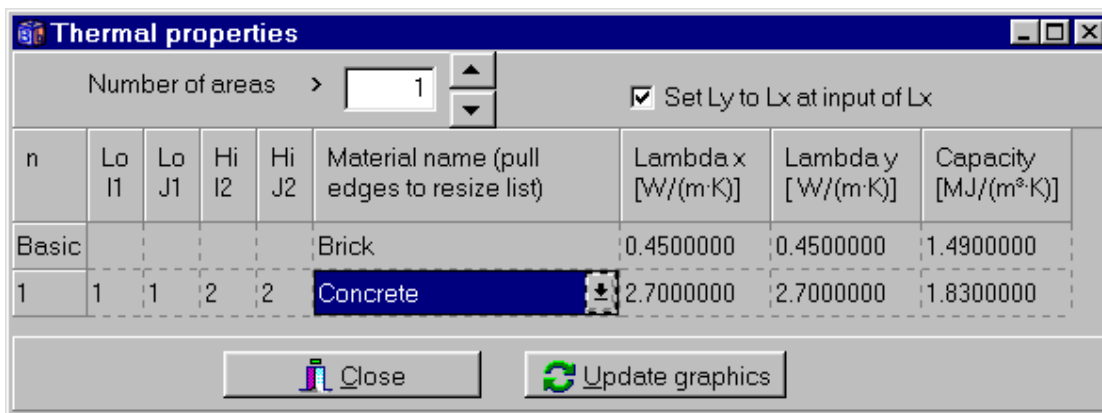 Thermal properties
Number of areas > 1
Set Ly to Lx at input of Lx
n Lo I1 Lo J1 Hi I2 Hi J2 Material name (pull edges to resize list) Lambda x [W/(m·K)] Lambda y [W/(m·K)] Capacity [MJ/(m³·K)]
Basic Brick 0.4500000 0.4500000 1.4900000
1 1 1 2 2 Concrete 2.7000000 2.7000000 1.8300000
Close Update graphics